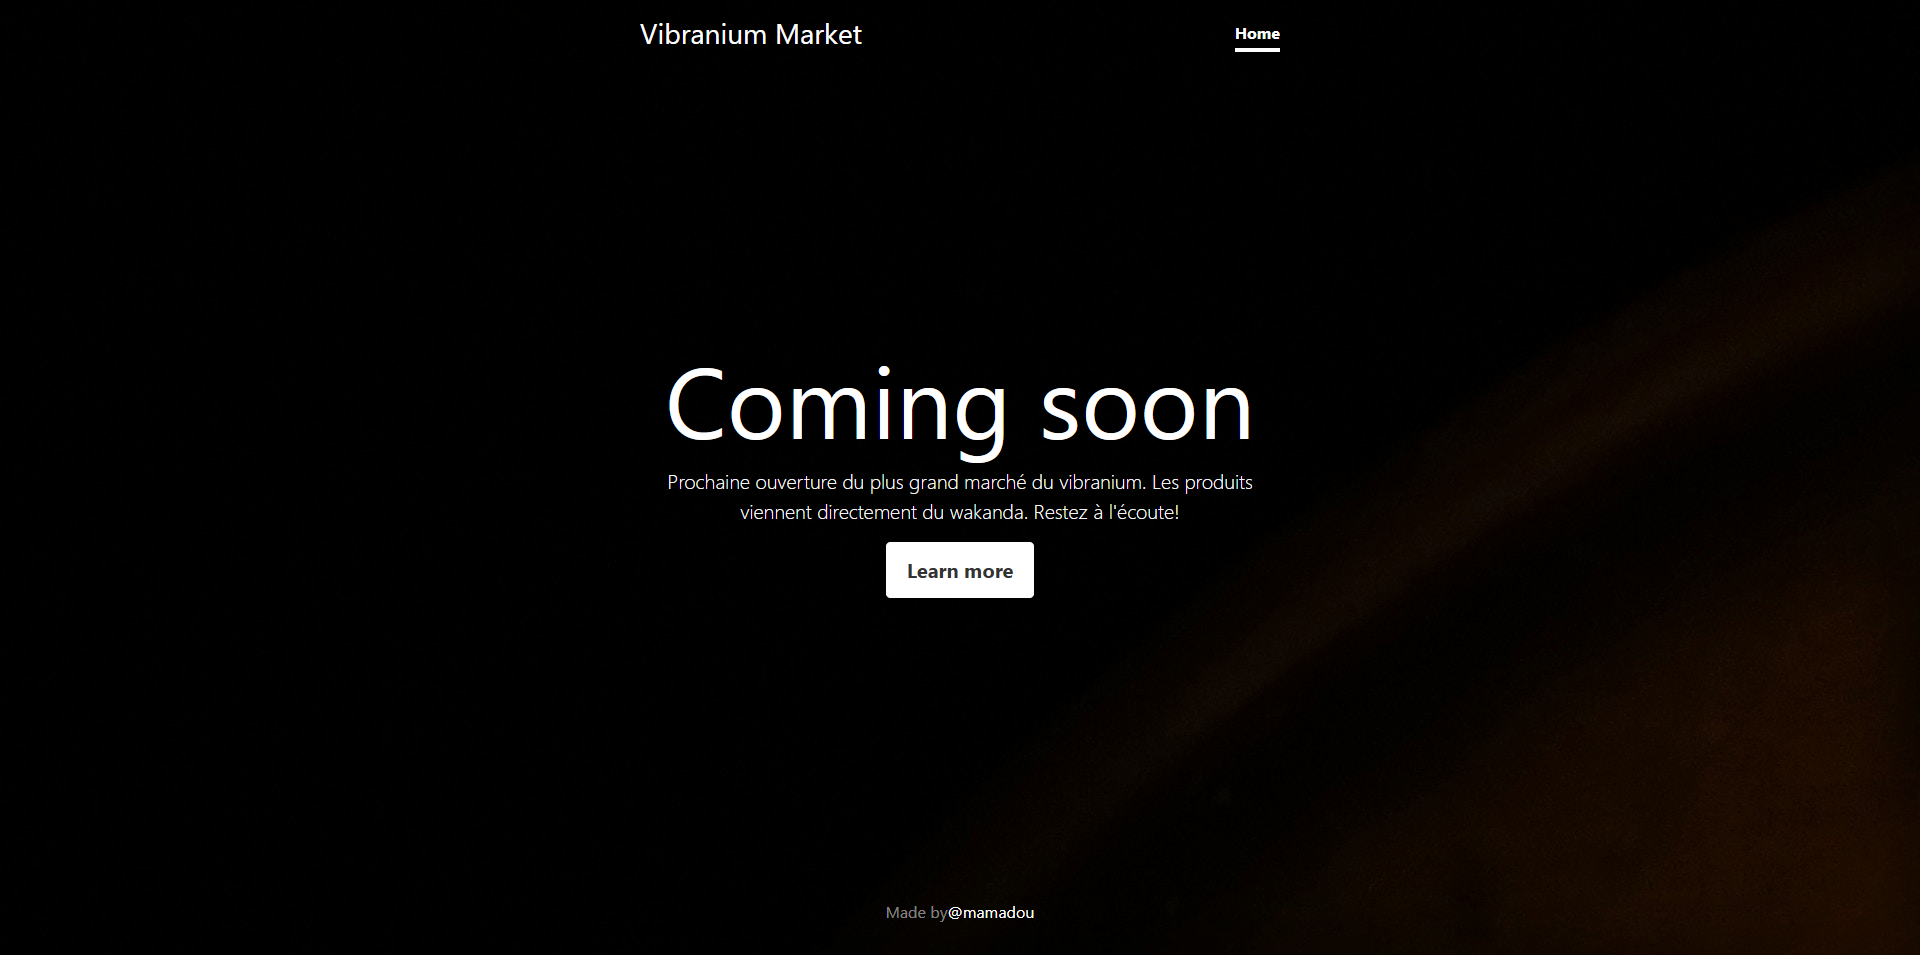 Vibranium Market
Home
Coming soon
Prochaine ouverture du plus grand marché du vibranium. Les produits
viennent directement du wakanda. Restez à l'écoute!
Learn more
Made by@mamadou